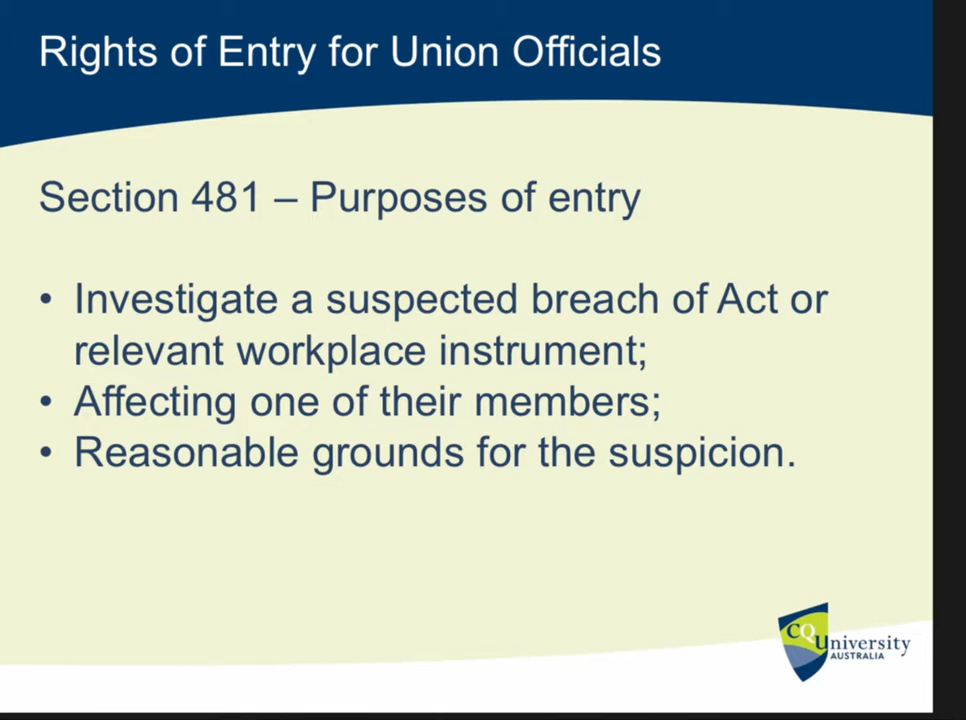 Rights of Entry for Union Officials
Section 481 – Purposes of entry
• Investigate a suspected breach of Act or
relevant workplace instrument;
• Affecting one of their members;
• Reasonable grounds for the suspicion.
CQUniversity
AUSTRALIA